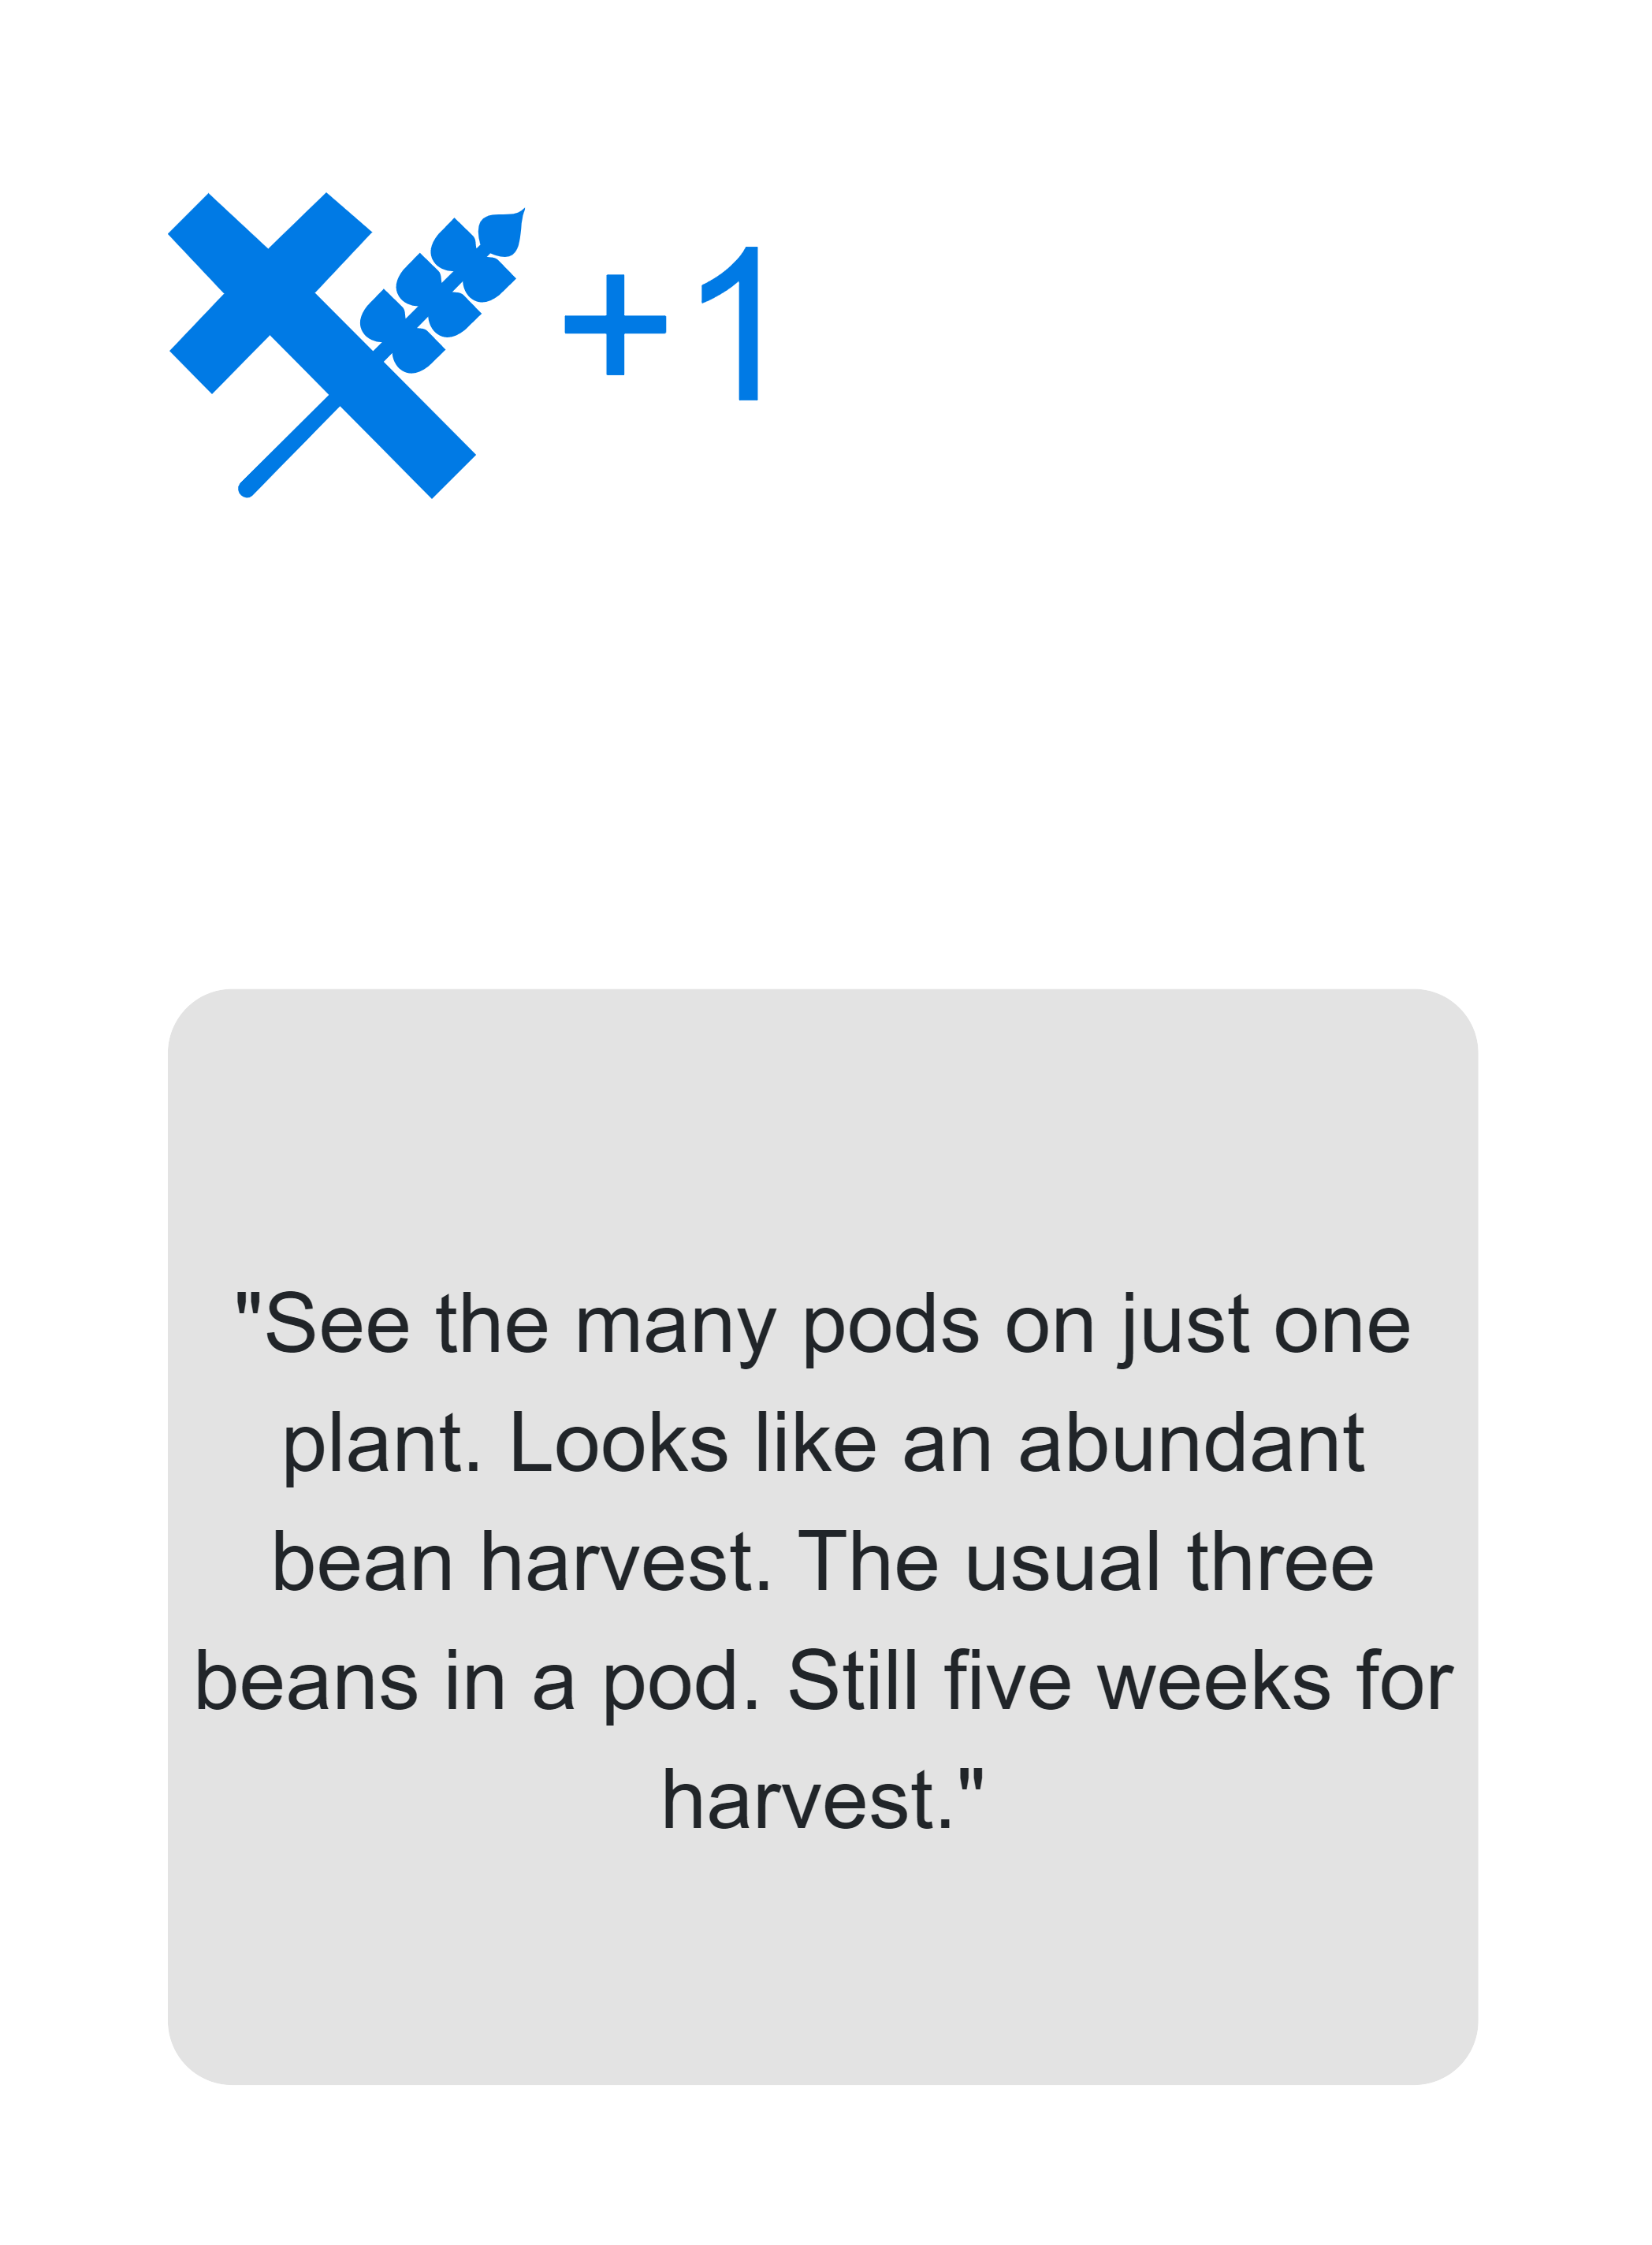 +1
"See the many pods on just one
plant. Looks like an abundant
bean harvest. The usual three
beans in a pod. Still five weeks for
harvest."